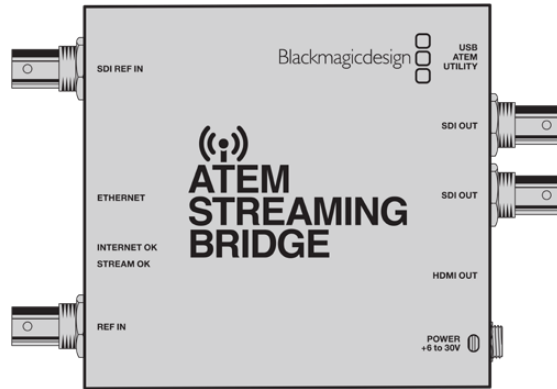 SDI REF IN
Blackmagicdesign
USB
ATEM
UTILITY
SDI OUT
ETHERNET
ATEM
STREAMING
BRIDGE
SDI OUT
INTERNET OK
STREAM OK
HDMI OUT
REF IN
POWER
+6 to 30V